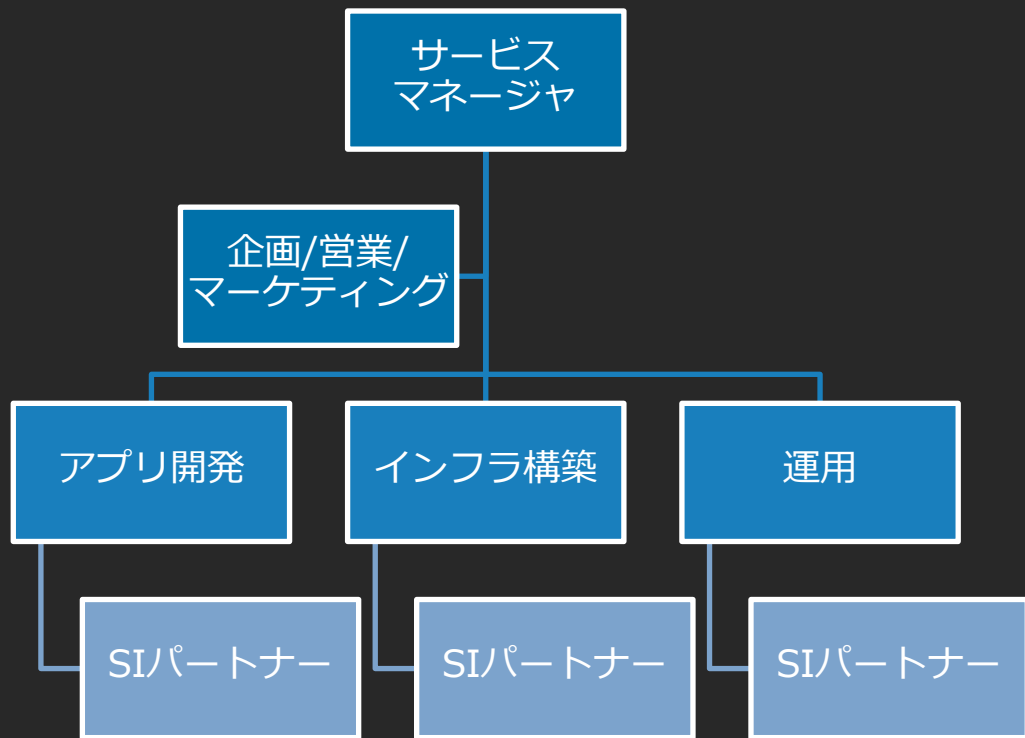 サービス
マネージャ
企画/営業/
マーケティング
アプリ開発
インフラ構築
運用
SIパートナー
SIパートナー
SIパートナー